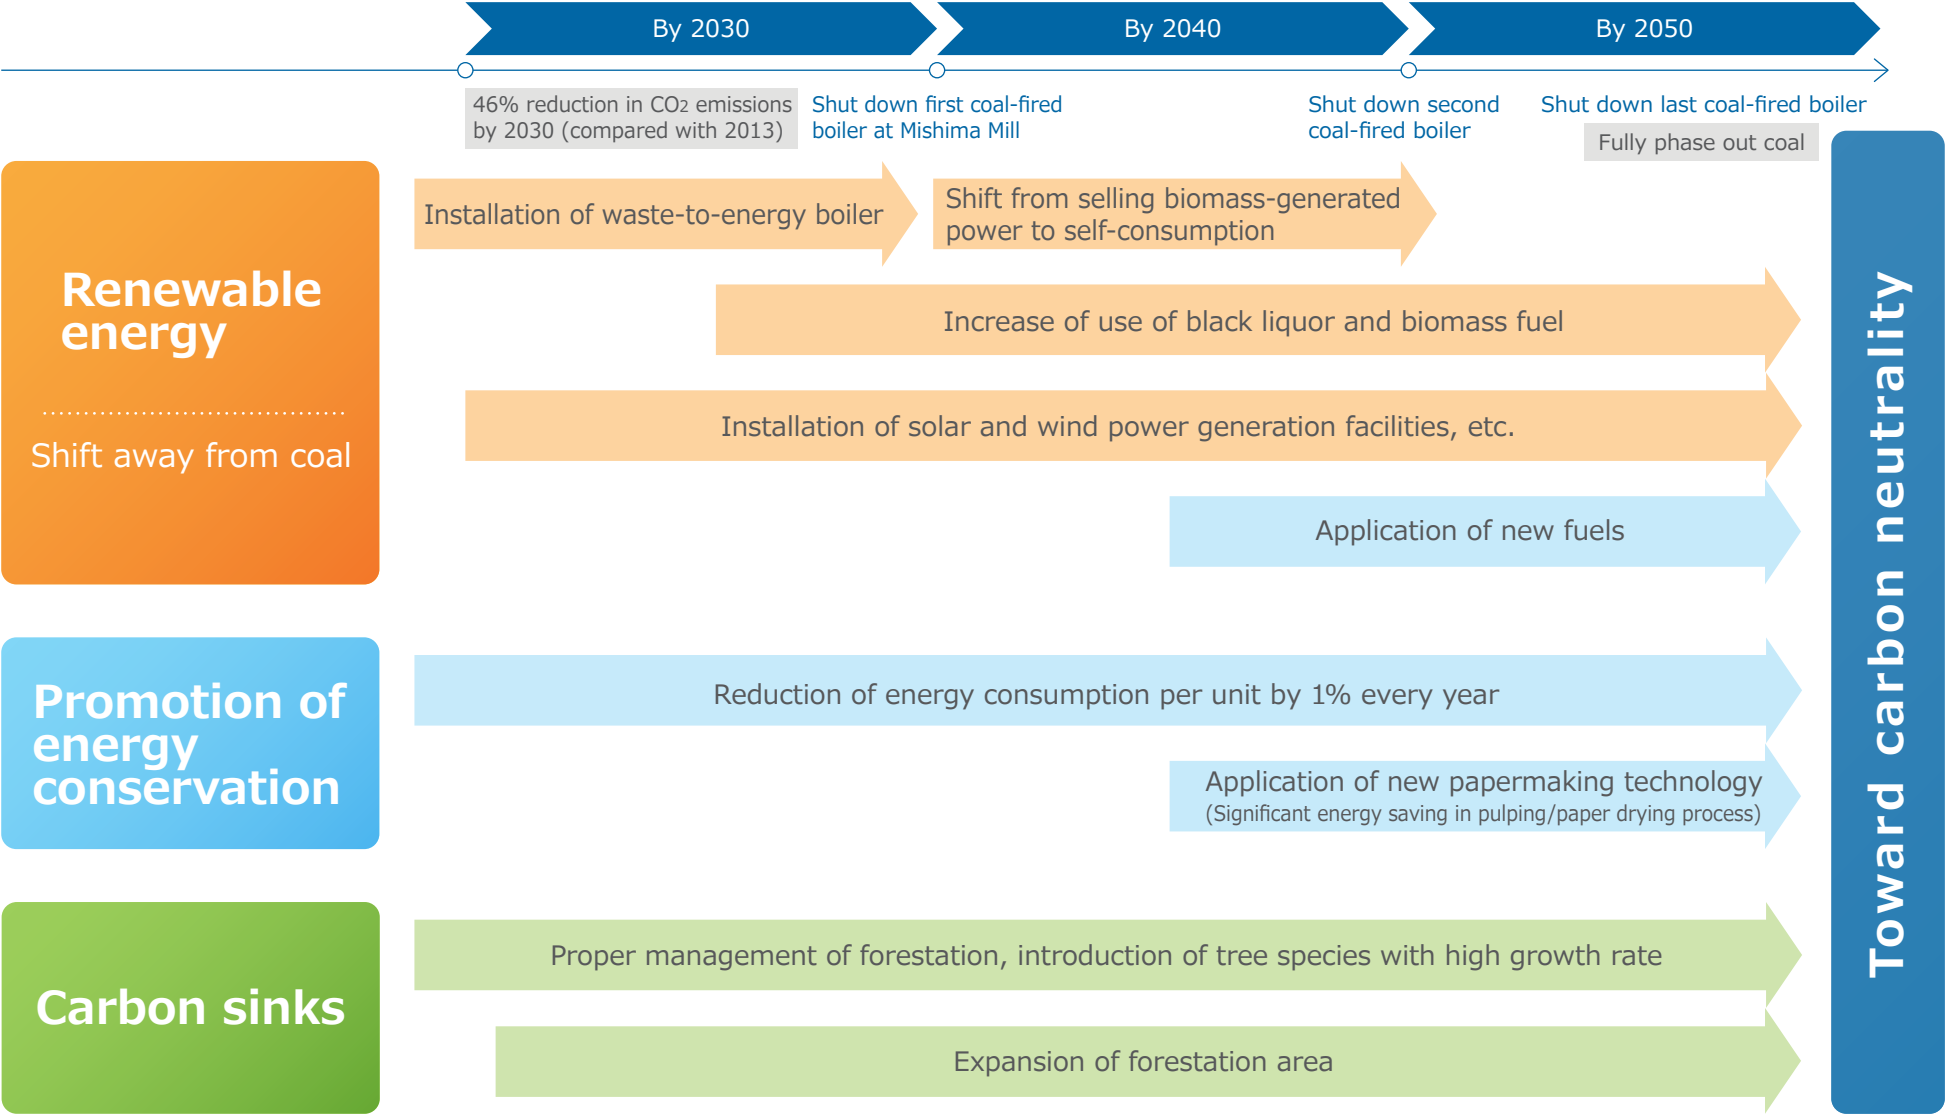 By 2030
By 2040
By 2050
46% reduction in CO2 emissions
by 2030 (compared with 2013)
Shut down first coal-fired
boiler at Mishima Mill
Shut down second
coal-fired boiler
Shut down last coal-fired boiler
Fully phase out coal
Renewable
energy
Shift away from coal
Installation of waste-to-energy boiler
Shift from selling biomass-generated
power to self-consumption
Increase of use of black liquor and biomass fuel
Installation of solar and wind power generation facilities, etc.
Application of new fuels
Promotion of
energy
conservation
Reduction of energy consumption per unit by 1% every year
Application of new papermaking technology
(Significant energy saving in pulping/paper drying process)
Carbon sinks
Proper management of forestation, introduction of tree species with high growth rate
Expansion of forestation area
Toward carbon neutrality